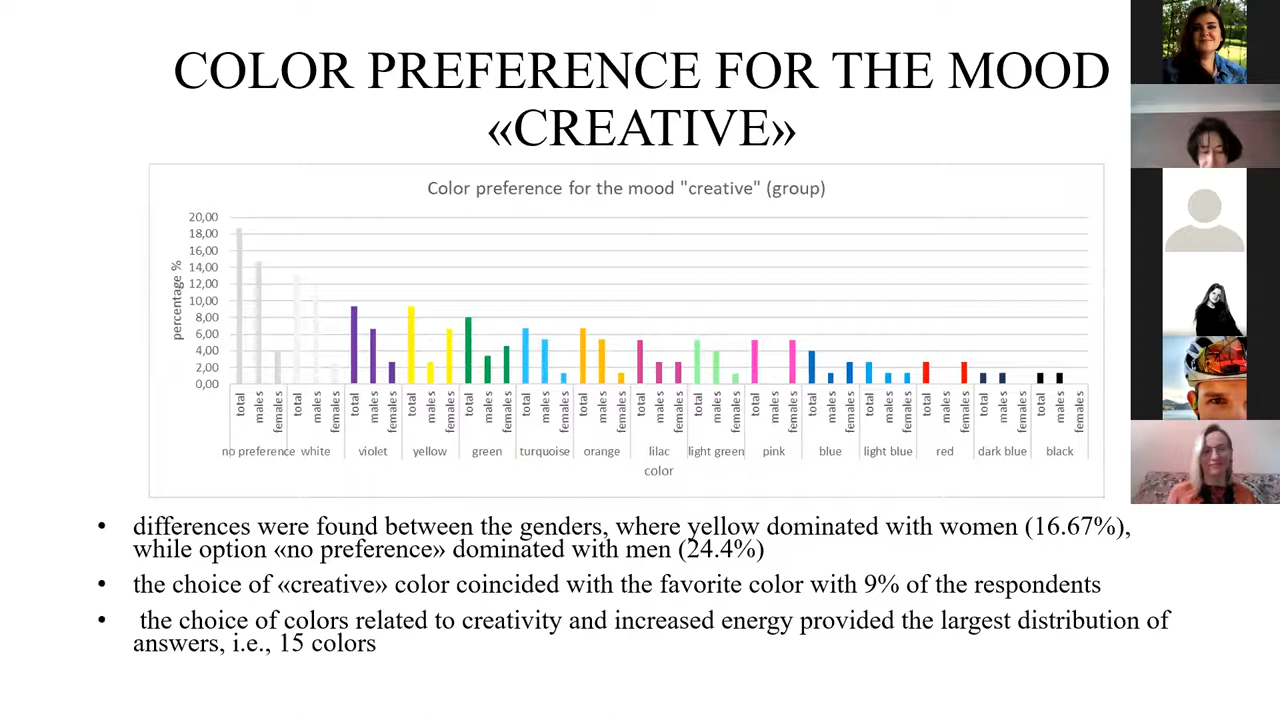 COLOR PREFERENCE FOR THE MOOD
«CREATIVE»
Color preference for the mood "creative" (group)
percentage %
20,00
18,00
16,00
14,00
12,00
10,00
8,00
6,00
4,00
2,00
0,00
total males females total males females total males females total males females total males females total males females total males females total males females total males females total males females total males females total males females total males females total males females total males females
no preference white violet yellow green turquoise orange lilac light green pink blue light blue red dark blue black
color
• differences were found between the genders, where yellow dominated with women (16.67%),
while option «no preference» dominated with men (24.4%)
• the choice of «creative» color coincided with the favorite color with 9% of the respondents
• the choice of colors related to creativity and increased energy provided the largest distribution of
answers, i.e., 15 colors